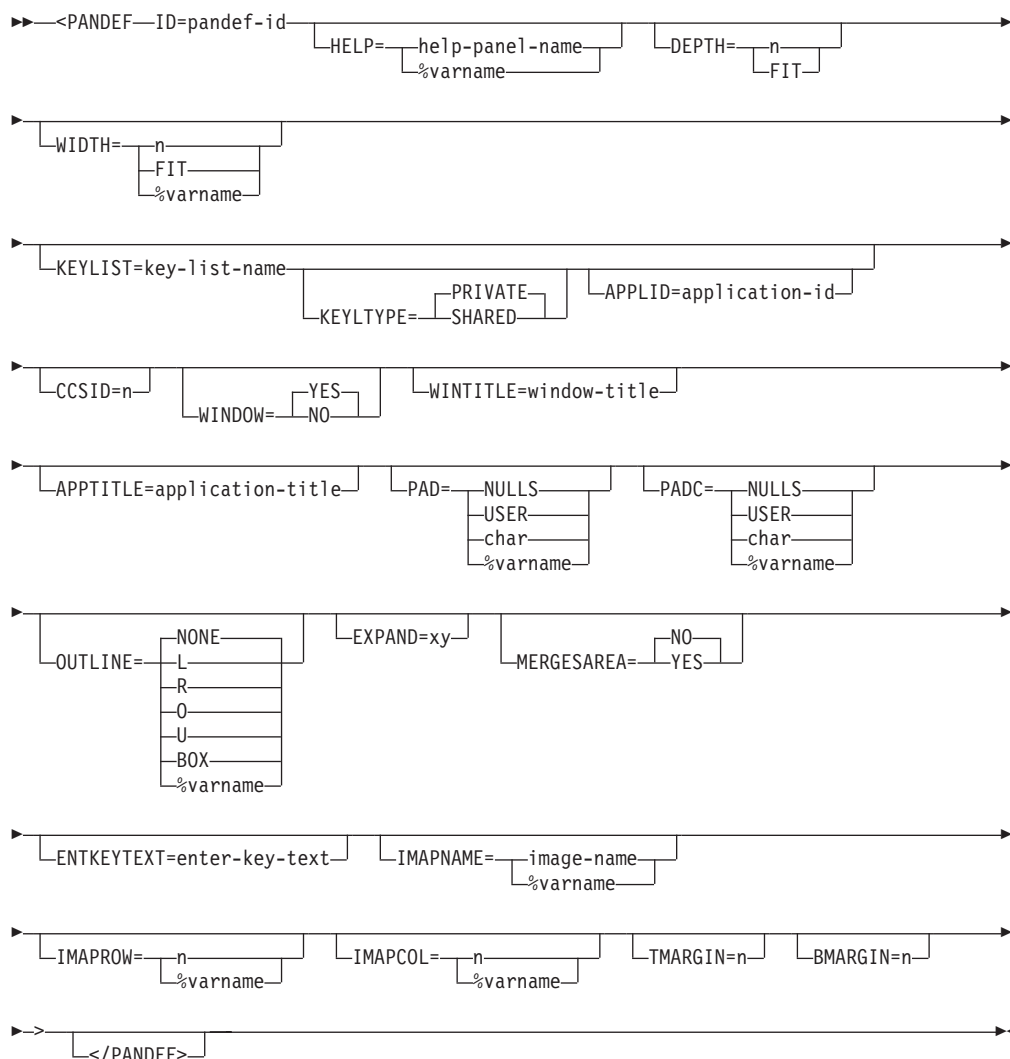 <PANDEF ID=pandef-id
HELP= help-panel-name
%varname
DEPTH= n
FIT
WIDTH= n
FIT
%varname
KEYLIST=key-list-name
KEYLTYPE= PRIVATE
SHARED
APPLID=application-id
CCSID=n
WINDOW= YES
NO
WINTITLE=window-title
APPTITLE=application-title
PAD= NULLS
USER
char
%varname
PADC= NULLS
USER
char
%varname
OUTLINE= NONE
L
R
O
U
BOX
%varname
EXPAND=xy
MERGESAREA= NO
YES
ENTKEYTEXT=enter-key-text
IMAPNAME= image-name
%varname
IMAPROW= n
%varname
IMAPCOL= n
%varname
TMARGIN=n
BMARGIN=n
>
</PANDEF>